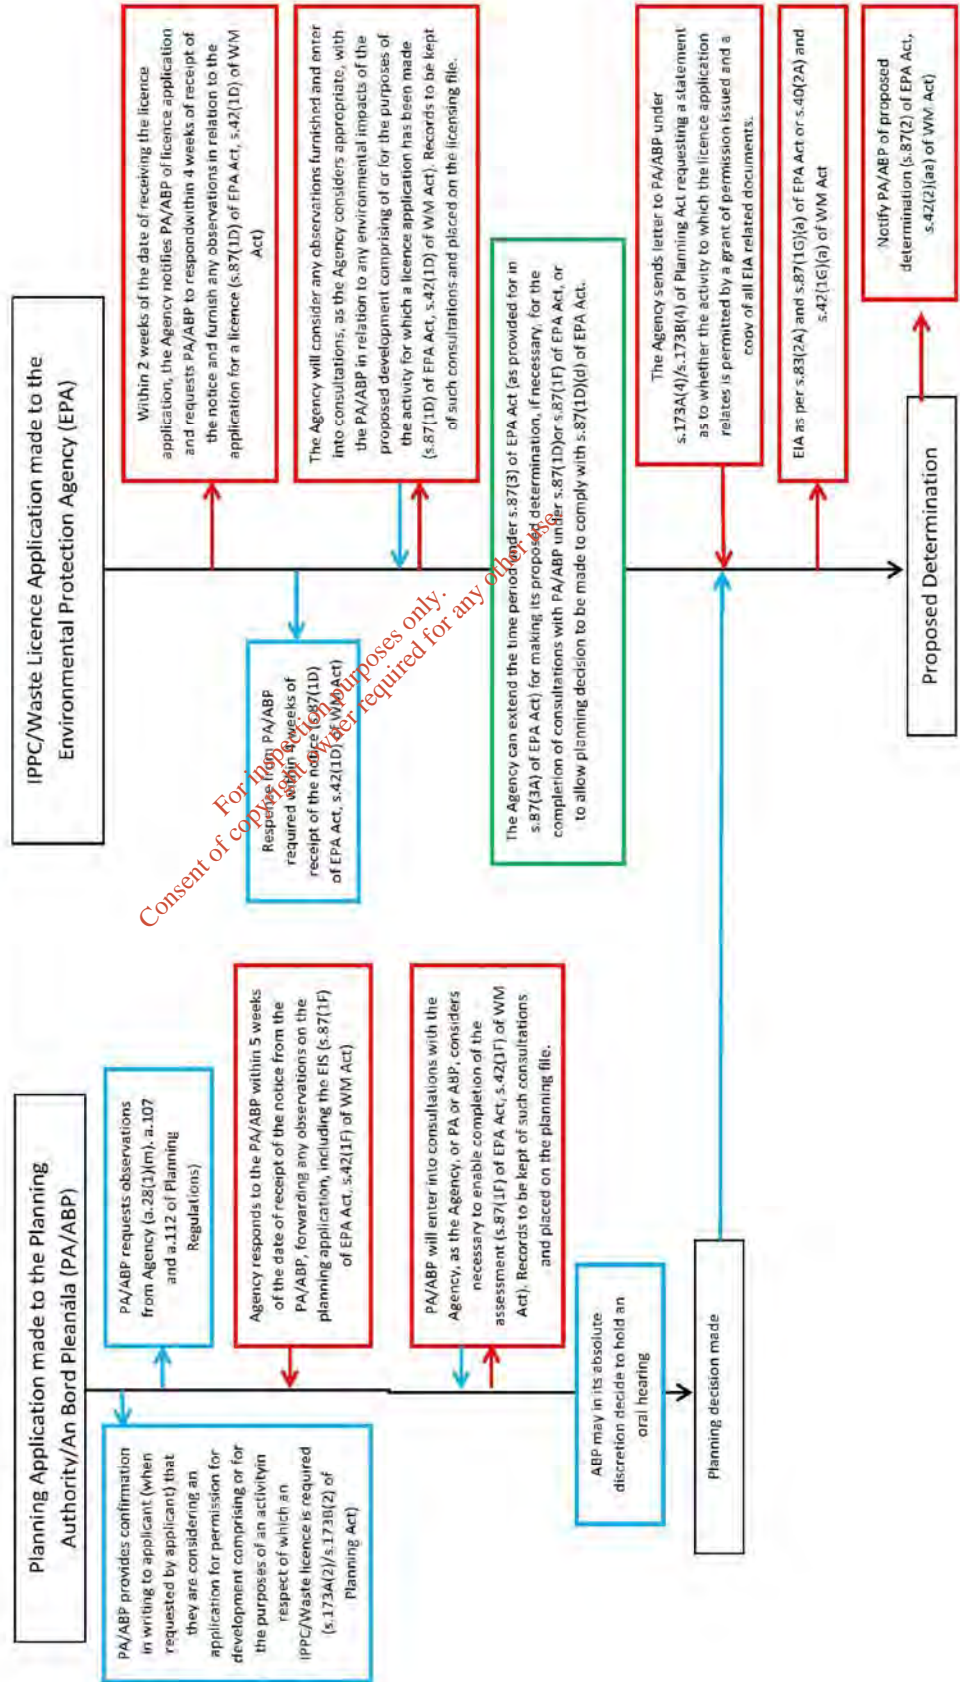 Planning Application made to the Planning
Authority/An Bord Pleanála (PA/ABP)
PA/ABP provides confirmation
in writing to applicant (when
requested by applicant) that
they are considering an
application for permission for
development comprising or for
the purposes of an activityin
respect of which an
IPPC/Waste licence is required
(s.173A(2)/s.173B(2) of
Planning Act)
PA/ABP requests observations
from Agency (a.28(1)(m), a.107
and a.112 of Planning
Regulations)
Agency responds to the PA/ABP within 5 weeks
of the date of receipt of the notice from the
PA/ABP, forwarding any observations on the
planning application, including the EIS (s.87(1F)
of EPA Act, s.42(1F) of WM Act)
PA/ABP will enter into consultations with the
Agency, as the Agency, or PA or ABP, considers
necessary to enable completion of the
assessment (s.87(1F) of EPA Act, s.42(1F) of WM
Act). Records to be kept of such consultations
and placed on the planning file.
ABP may in its absolute
discretion decide to hold an
oral hearing
Planning decision made
IPPC/Waste Licence Application made to the
Environmental Protection Agency (EPA)
Within 2 weeks of the date of receiving the licence
application, the Agency notifies PA/ABP of licence application
and requests PA/ABP to respondwithin 4 weeks of receipt of
the notice and furnish any observations in relation to the
application for a licence (s.87(1D) of EPA Act, s.42(1D) of WM
Act)
Response from PA/ABP
required within 4 weeks of
receipt of the notice (s.87(1D)
of EPA Act, s.42(1D) of WM Act)
The Agency will consider any observations furnished and enter
into consultations, as the Agency considers appropriate, with
the PA/ABP in relation to any environmental impacts of the
proposed development comprising of or for the purposes of
the activity for which a licence application has been made
(s.87(1D) of EPA Act, s.42(1D) of WM Act). Records to be kept
of such consultations and placed on the licensing file.
The Agency can extend the time period under s.87(3) of EPA Act (as provided for in
s.87(3A) of EPA Act) for making its proposed determination, if necessary, for the
completion of consultations with PA/ABP under s.87(1D)or s.87(1F) of EPA Act, or
to allow planning decision to be made to comply with s.87(1D)(d) of EPA Act.
The Agency sends letter to PA/ABP under
s.173A(4)/s.173B(4) of Planning Act requesting a statement
as to whether the activity to which the licence application
relates is permitted by a grant of permission issued and a
copy of all EIA related documents.
EIA as per s.83(2A) and s.87(1G)(a) of EPA Act or s.40(2A) and
s.42(1G)(a) of WM Act
Proposed Determination
Notify PA/ABP of proposed
determination (s.87(2) of EPA Act,
s.42(2)(aa) of WM Act)
For inspection purposes only.
Consent of copyright owner required for any other use.